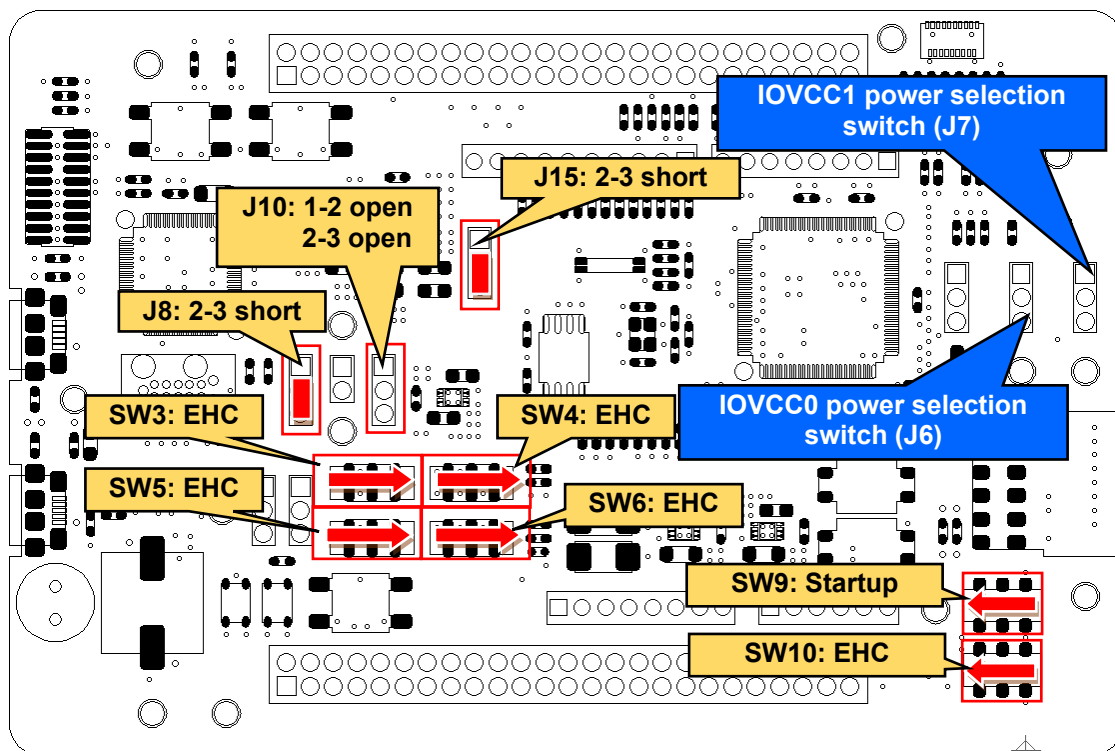 IOVCC1 power selection
switch (J7)
J15: 2-3 short
J10: 1-2 open
2-3 open
J8: 2-3 short
IOVCC0 power selection
switch (J6)
SW3: EHC
SW4: EHC
SW5: EHC
SW6: EHC
SW9: Startup
SW10: EHC